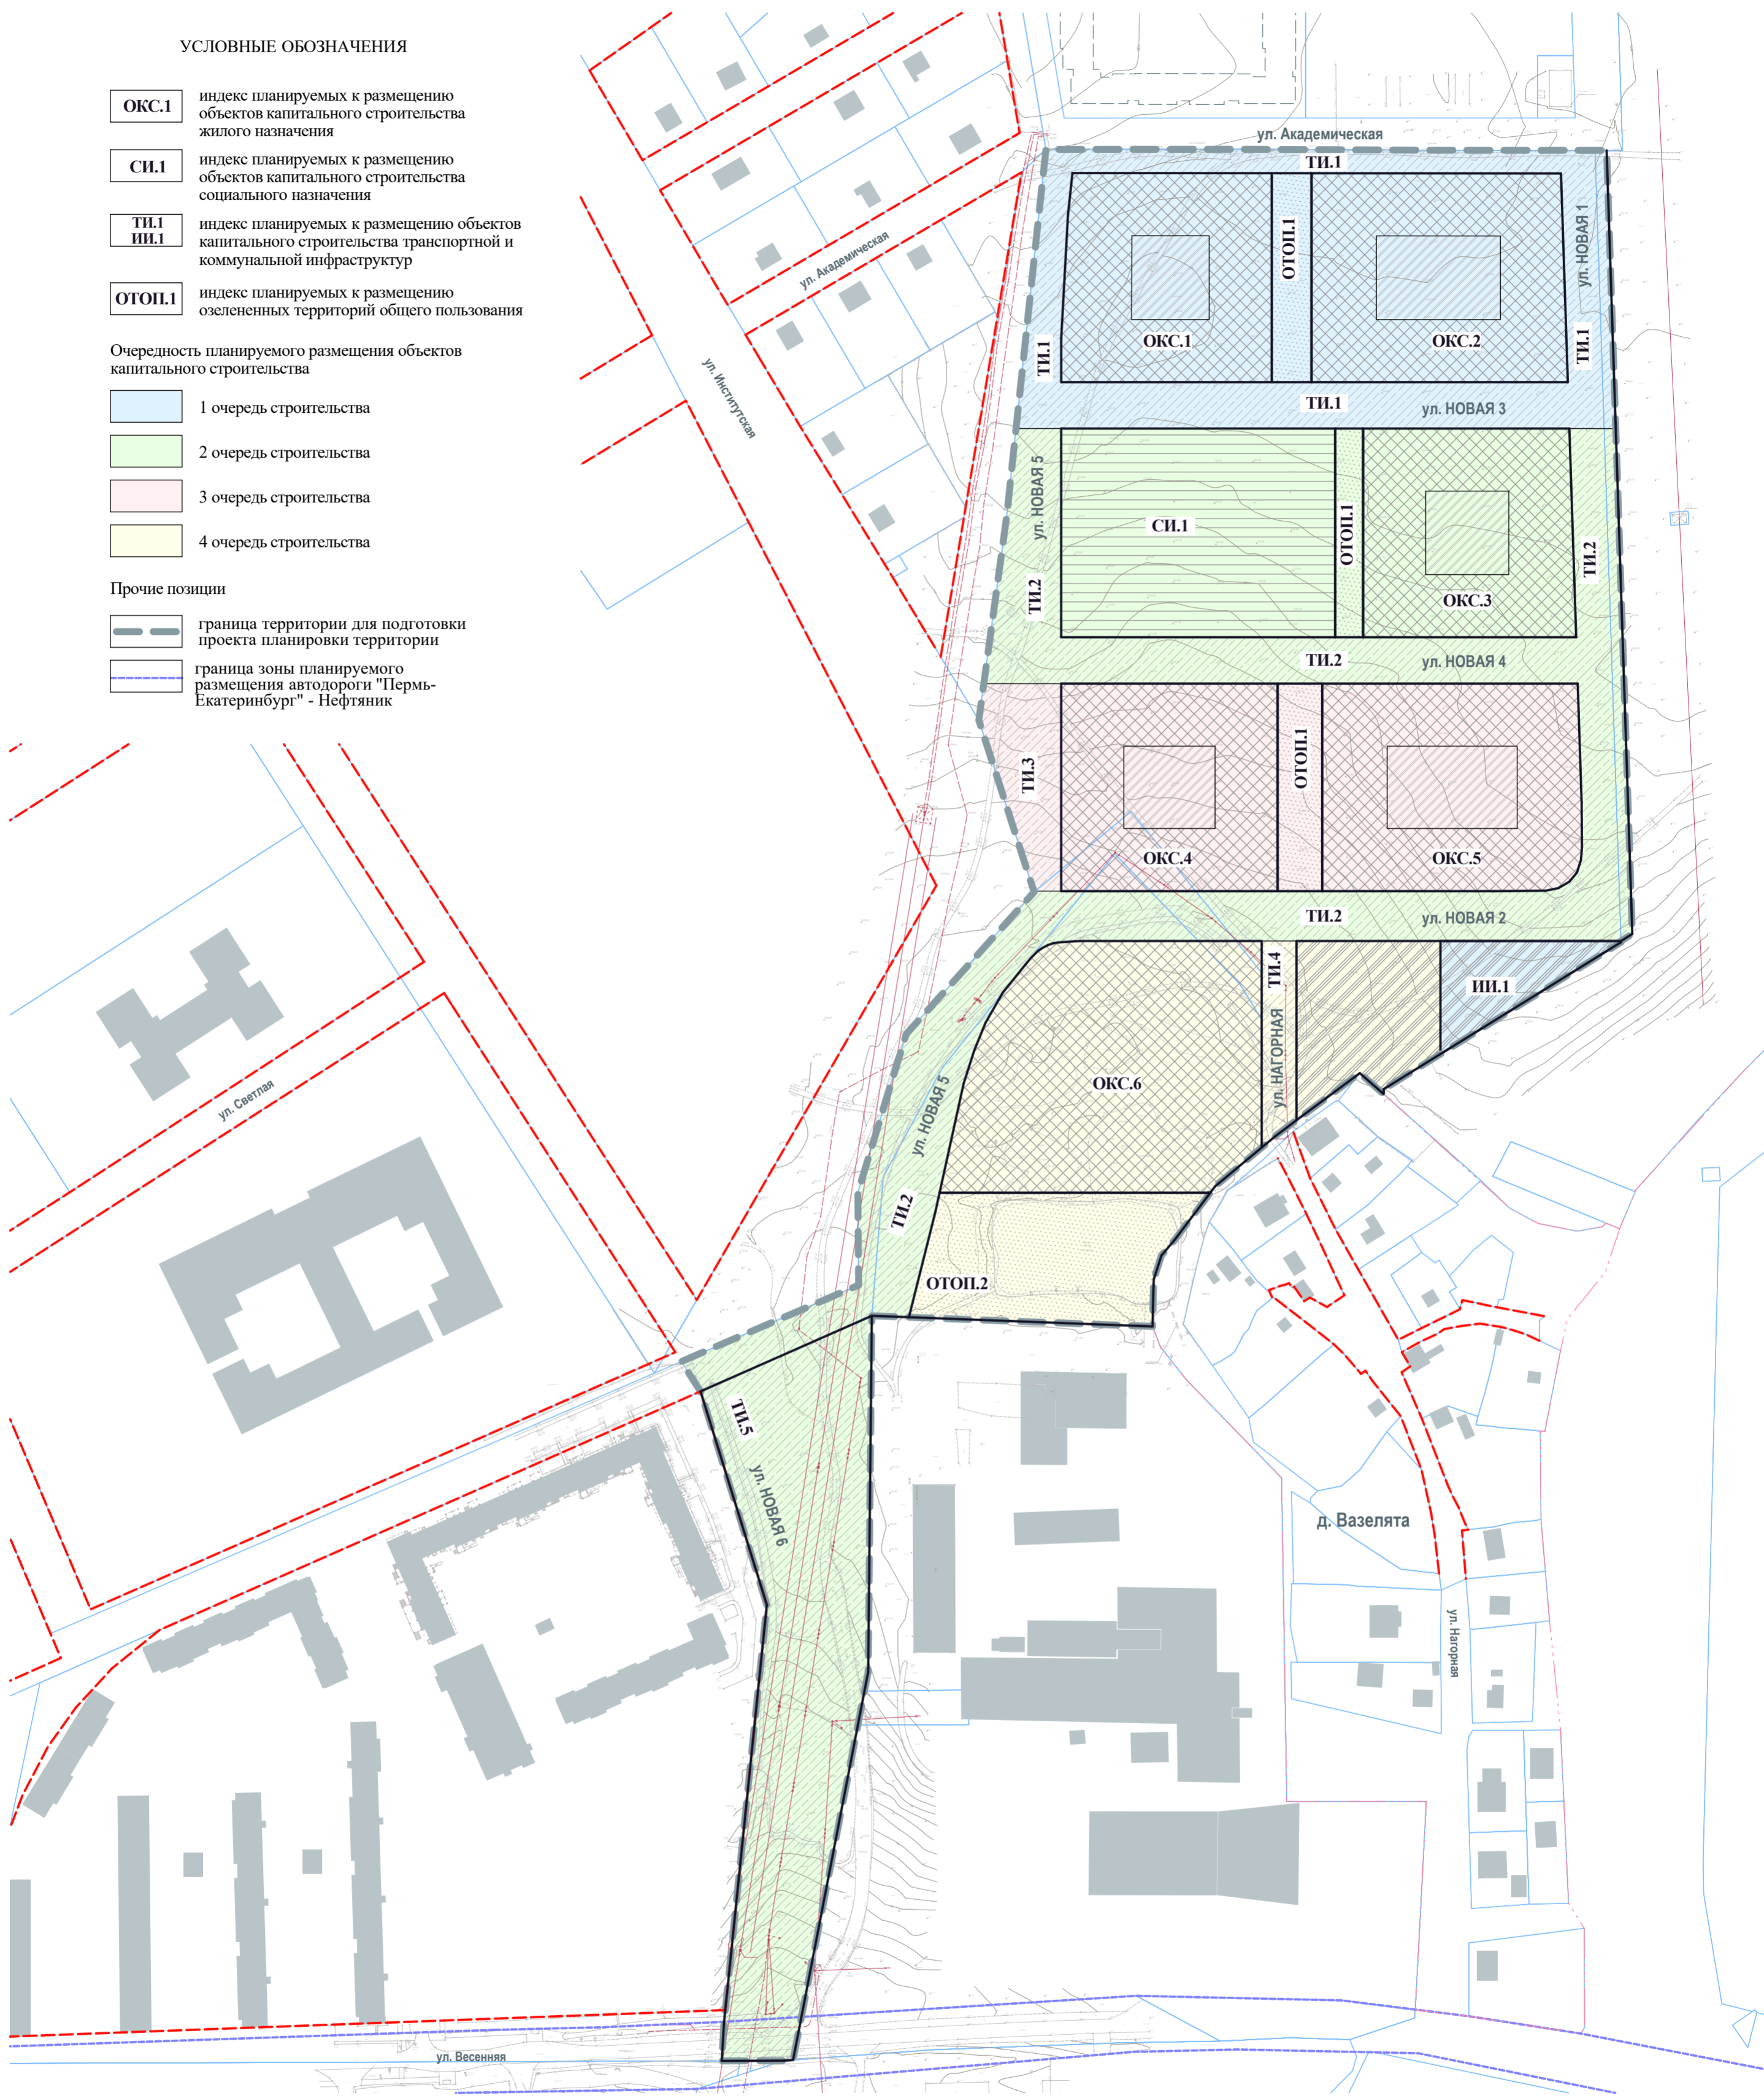 УСЛОВНЫЕ ОБОЗНАЧЕНИЯ
ОКС.1
индекс планируемых к размещению
объектов капитального строительства
жилого назначения
СИ.1
индекс планируемых к размещению
объектов капитального строительства
социального назначения
ТИ.1
ИИ.1
индекс планируемых к размещению объектов
капитального строительства транспортной и
коммунальной инфраструктур
ОТОП.1
индекс планируемых к размещению
озелененных территорий общего пользования
Очередность планируемого размещения объектов
капитального строительства
1 очередь строительства
2 очередь строительства
3 очередь строительства
4 очередь строительства
Прочие позиции
граница территории для подготовки
проекта планировки территории
граница зоны планируемого
размещения автодороги "Пермь-
Екатеринбург" - Нефтяник
ул. Академическая
ТИ.1
ул. НОВАЯ 1
ОТОП.1
ул. Академическая
ОКС.1
ОКС.2
ТИ.1
ТИ.1
ул. Институтская
ТИ.1
ул. НОВАЯ 3
ул. НОВАЯ 5
СИ.1
ОТОП.1
ТИ.2
ТИ.2
ОКС.3
ТИ.2
ул. НОВАЯ 4
ТИ.3
ОТОП.1
ОКС.4
ОКС.5
ТИ.2
ул. НОВАЯ 2
ТИ.4
ИИ.1
ул. НАГОРНАЯ
ОКС.6
ул. Светлая
ул. НОВАЯ 5
ТИ.2
ОТОП.2
ТИ.5
ул. НОВАЯ 6
д. Вазелята
ул. Нагорная
ул. Весенняя